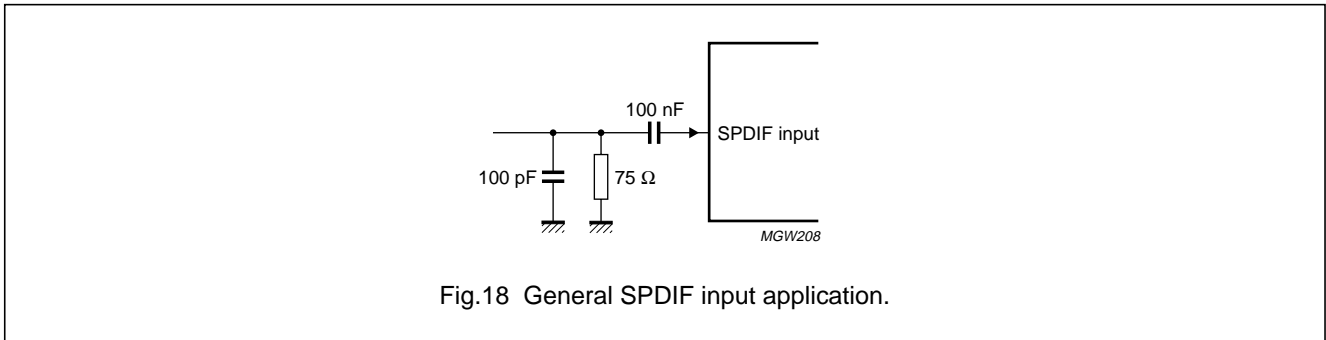 100 nF
SPDIF input
100 pF
75 Ω
MGW208
Fig.18 General SPDIF input application.